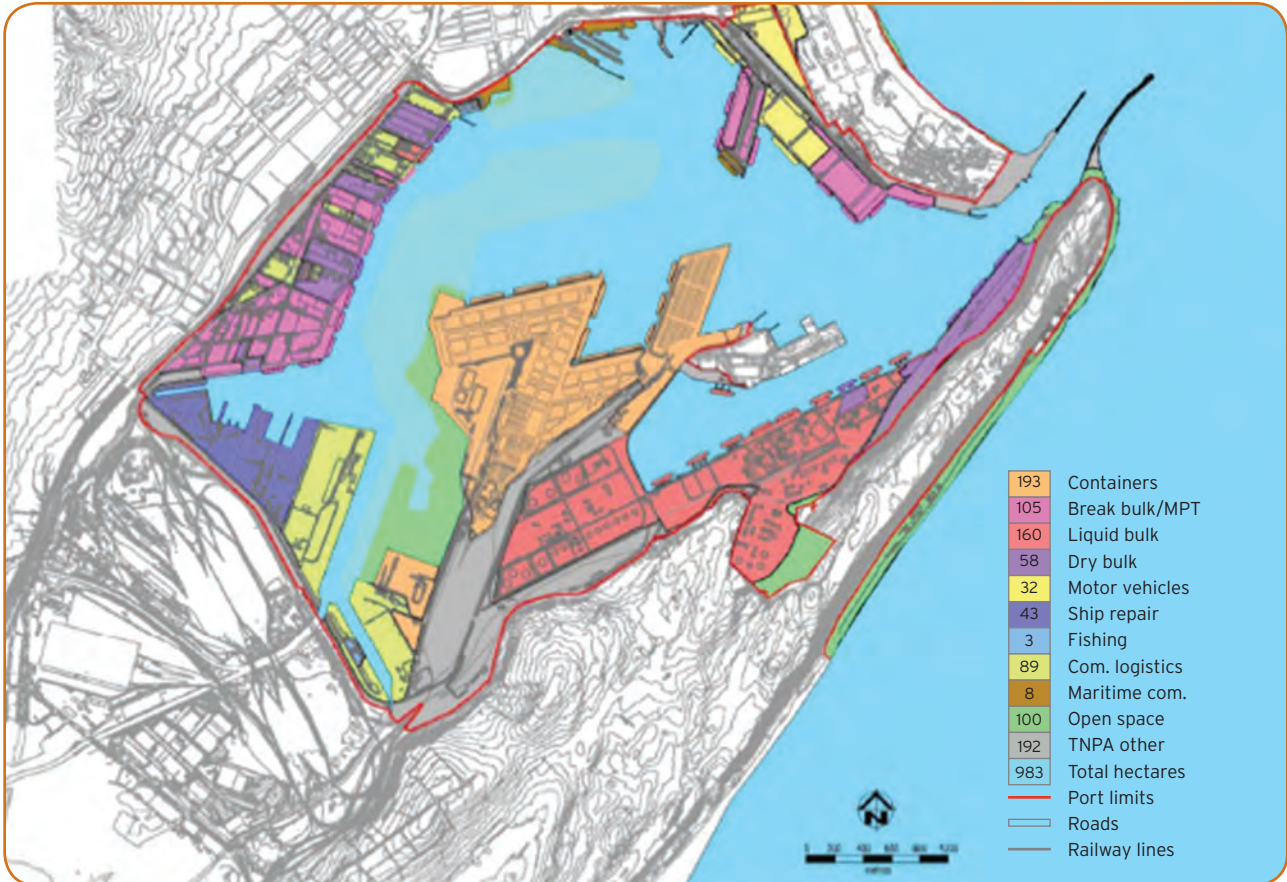 193 Containers
105 Break bulk/MPT
160 Liquid bulk
58 Dry bulk
32 Motor vehicles
43 Ship repair
3 Fishing
89 Com. logistics
8 Maritime com.
100 Open space
192 TNPA other
983 Total hectares
Port limits
Roads
Railway lines
N